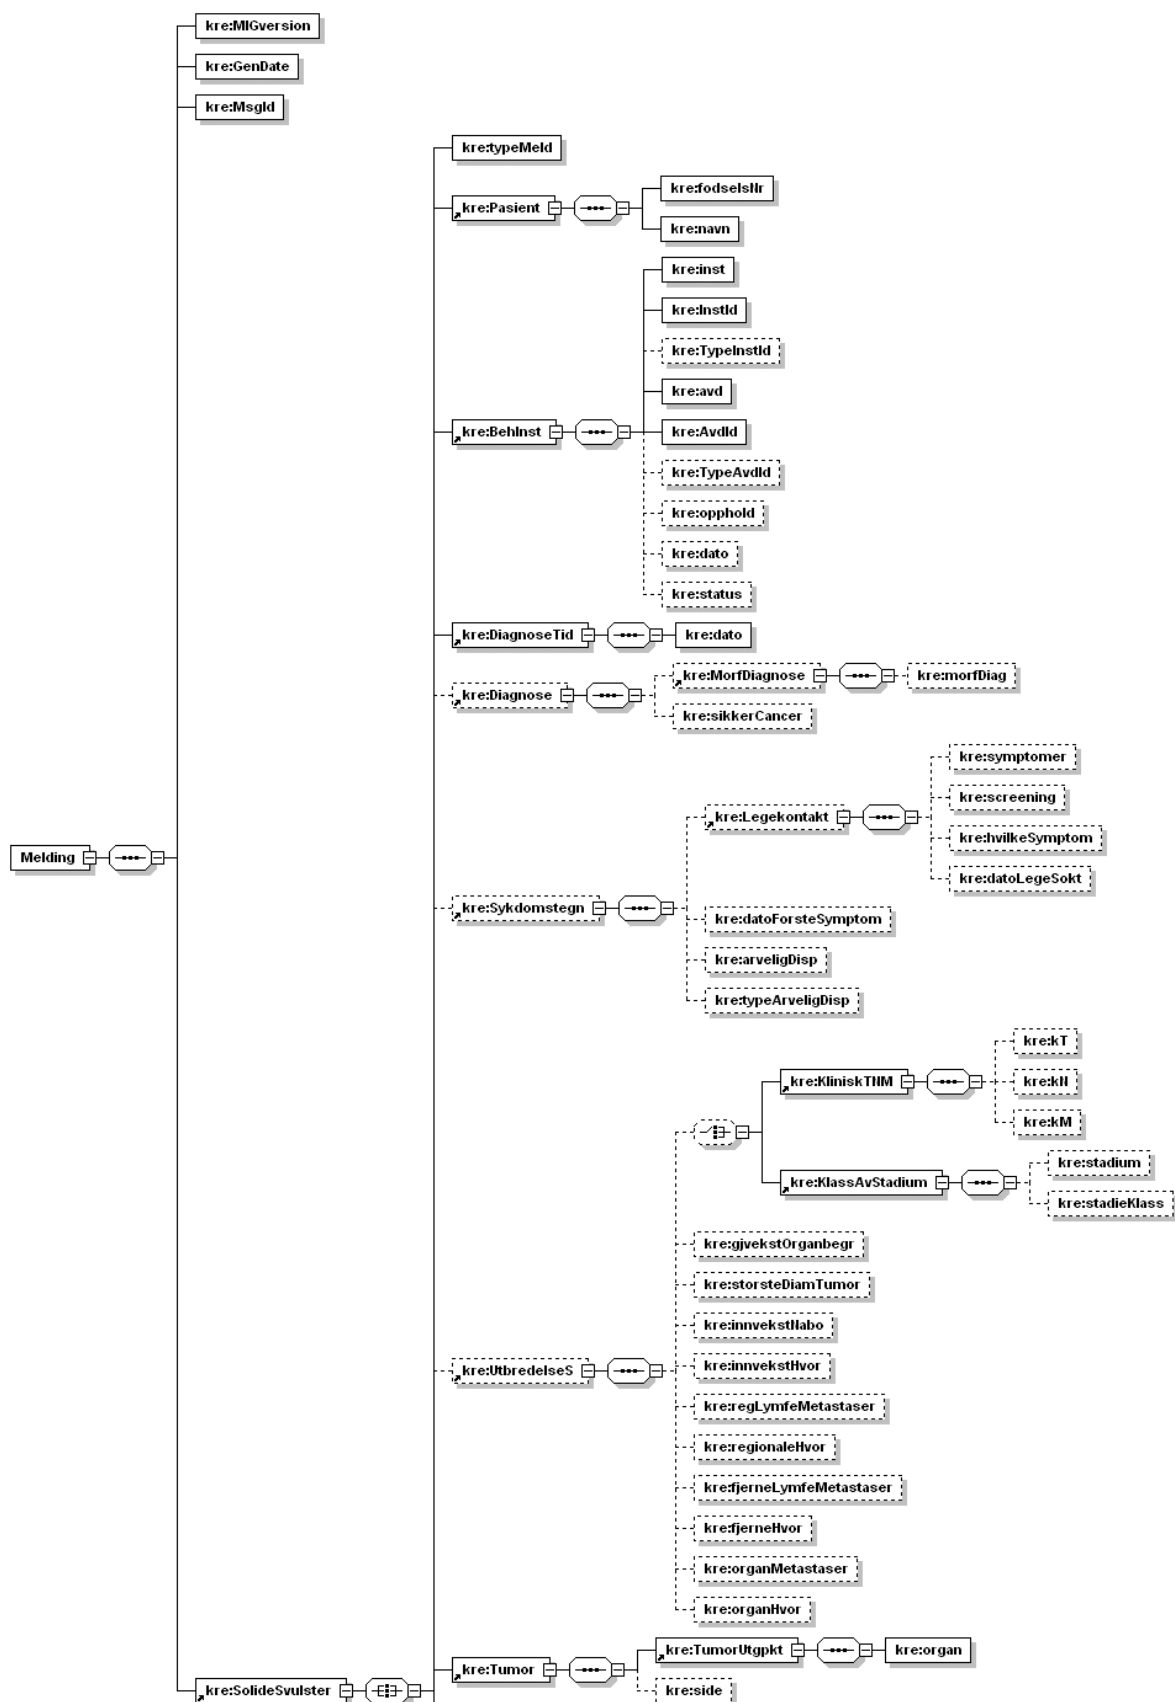 kre:MIGversion
kre:GenDate
kre:MsgId
kre:typeMeld
kre:Pasient
kre:fodselsNr
kre:navn
kre:BehInst
kre:inst
kre:InstId
kre:TypeInstId
kre:avd
kre:AvdId
kre:TypeAvdId
kre:opphold
kre:dato
kre:status
kre:DiagnoseTid
kre:dato
kre:Diagnose
kre:MorfDiagnose
kre:morfDiag
kre:sikkerCancer
Melding
kre:Sykdomstegn
kre:Legekontakt
kre:symptomer
kre:screening
kre:hvilkeSymptom
kre:datoLegeSokt
kre:datoForsteSymptom
kre:arveligDisp
kre:typeArveligDisp
kre:UtbredelseS
kre:KliniskTNM
kre:kT
kre:kN
kre:kM
kre:KlassAvStadium
kre:stadium
kre:stadieKlass
kre:gjvekstOrganbegr
kre:storsteDiamTumor
kre:innvekstNabo
kre:innvekstHvor
kre:regLymfeMetastaser
kre:regionaleHvor
kre:fjerneLymfeMetastaser
kre:fjerneHvor
kre:organMetastaser
kre:organHvor
kre:SolideSvulster
kre:Tumor
kre:TumorUtgpkt
kre:organ
kre:side